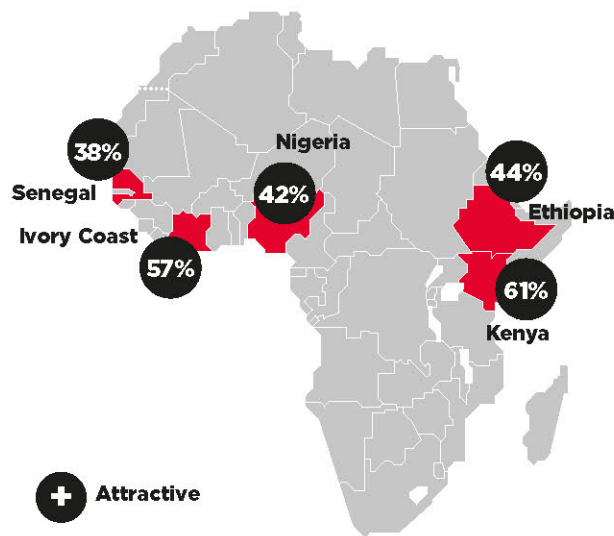 38%
Senegal
Ivory Coast
57%
Nigeria
42%
44%
Ethiopia
61%
Kenya
+ Attractive